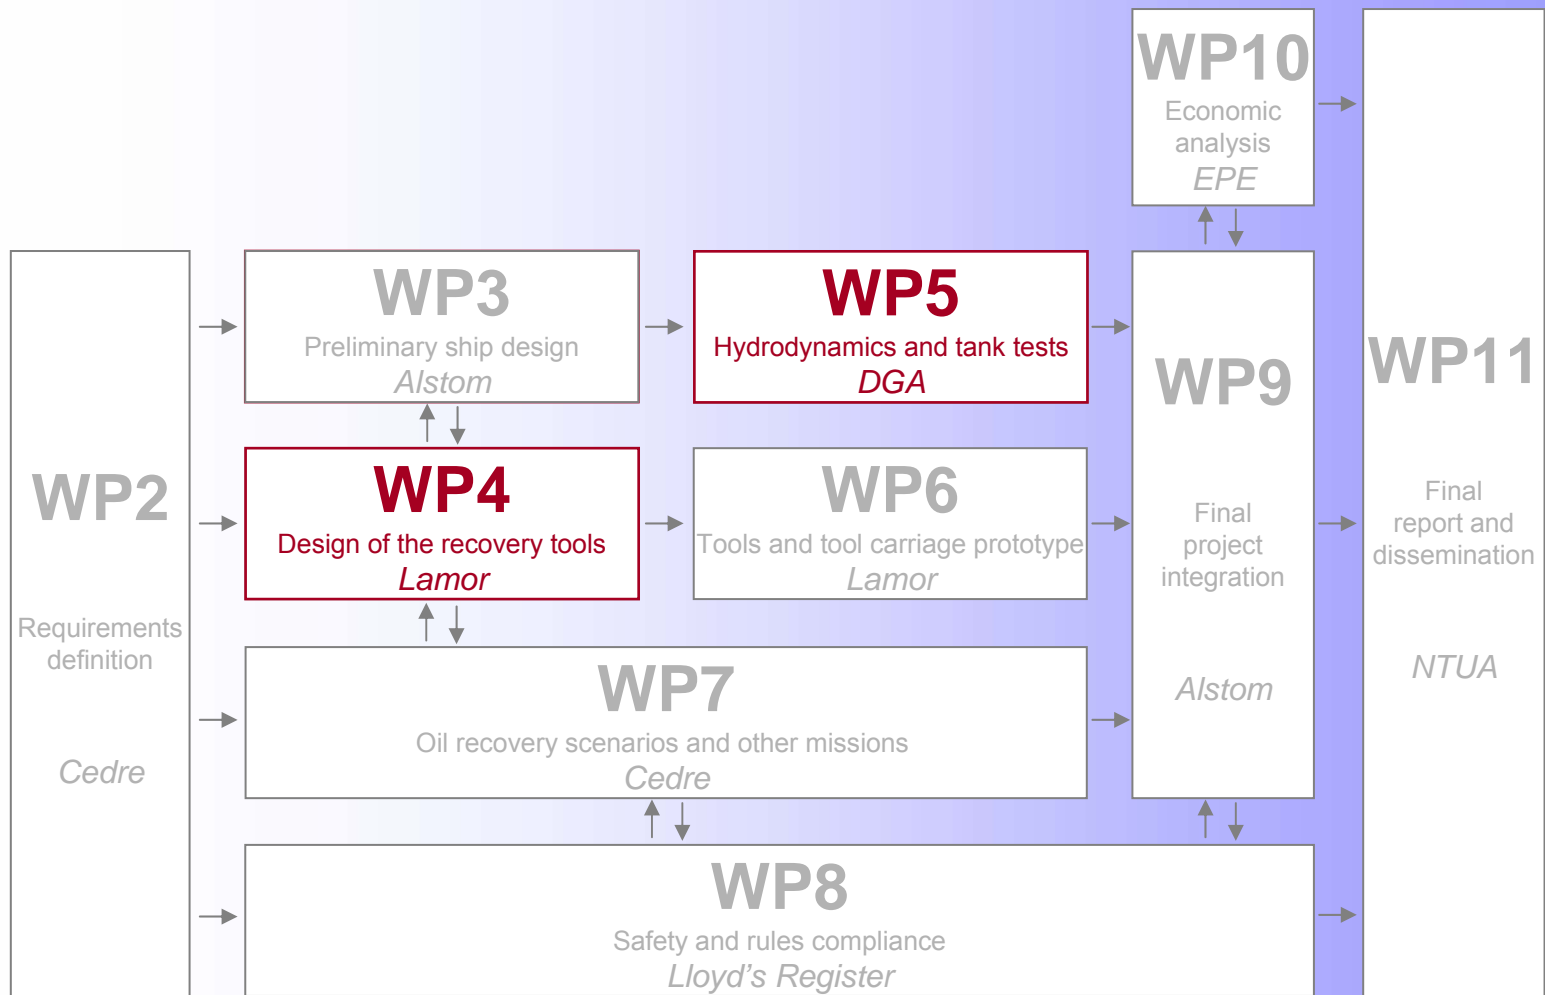 WP10
Economic
analysis
EPE
WP2
Requirements
definition
Cedre
WP3
Preliminary ship design
Alstom
WP5
Hydrodynamics and tank tests
DGA
WP4
Design of the recovery tools
Lamor
WP6
Tools and tool carriage prototype
Lamor
WP7
Oil recovery scenarios and other missions
Cedre
WP8
Safety and rules compliance
Lloyd's Register
WP9
Final
project
integration
Alstom
WP11
Final
report and
dissemination
NTUA